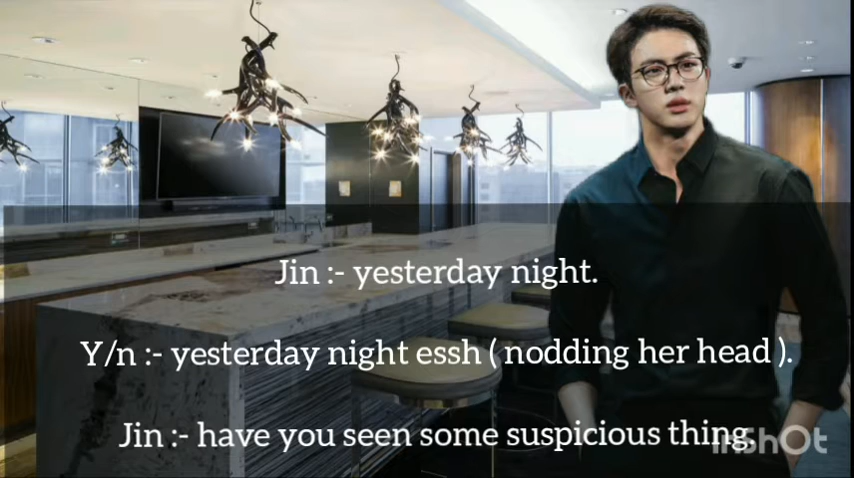 Jin :- yesterday night.
Y/n :- yesterday night essh ( nodding her head ).
Jin :- have you seen some suspicious thing.
InShOt